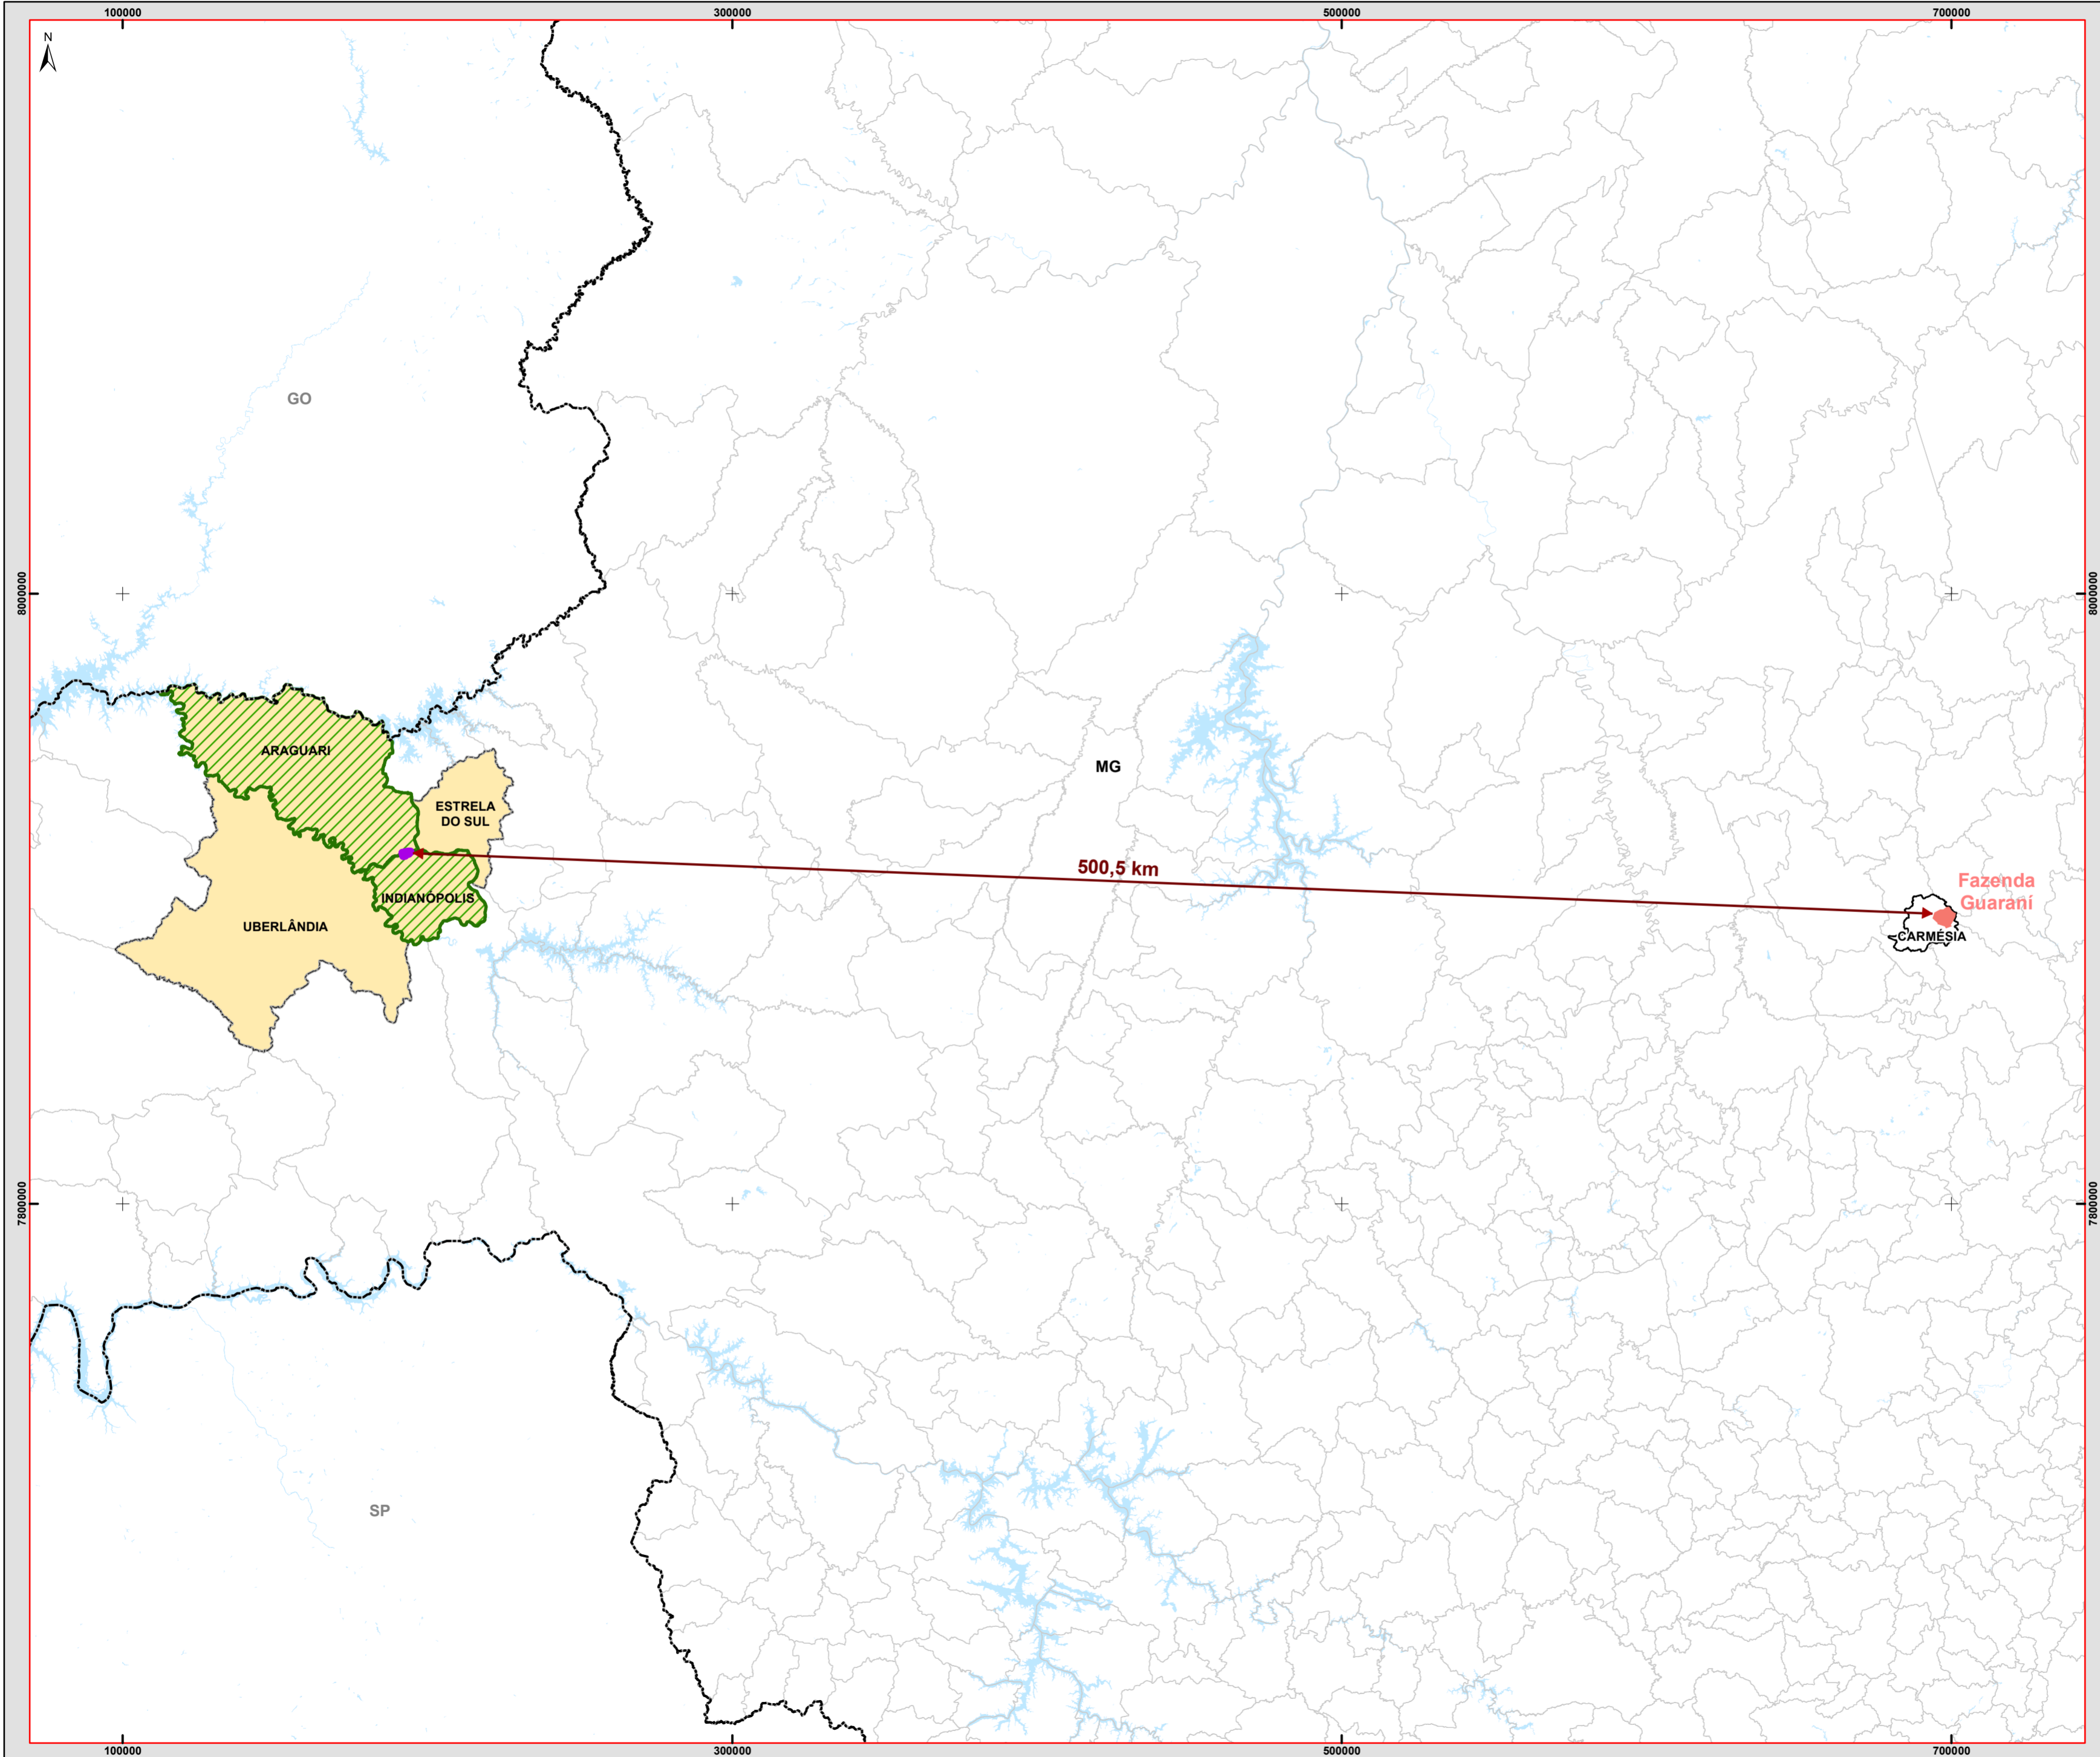 100000 300000 500000 700000
N
GO
8000000 8000000
ARAGUARI
MG
ESTRELA
DO SUL
500,5 km
Fazenda
Guaraní
INDIANÓPOLIS
UBERLÂNDIA
CARMÉSIA
7800000 7800000
SP
100000 300000 500000 700000